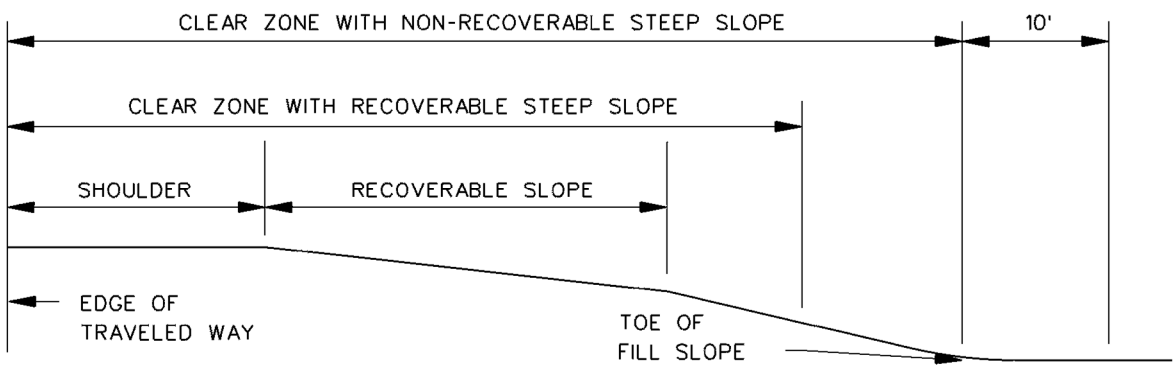 CLEAR ZONE WITH NON-RECOVERABLE STEEP SLOPE
10'
CLEAR ZONE WITH RECOVERABLE STEEP SLOPE
SHOULDER
RECOVERABLE SLOPE
EDGE OF
TRAVELED WAY
TOE OF
FILL SLOPE